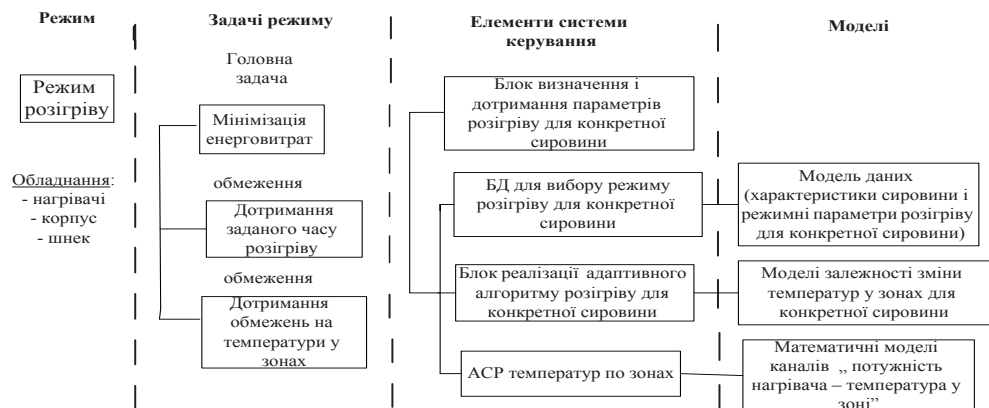 Режим
Режим
розігріву
Обладнання:
- нагрівачі
- корпус
- шнек
Задачі режиму
Головна
задача
Мінімізація
енерговитрат
обмеження
Дотримання
заданого часу
розігріву
обмеження
Дотримання
обмежень на
температури у
зонах
Елементи системи
керування
Блок визначення і
дотримання параметрів
розігріву для конкретної
сировини
БД для вибору режиму
розігріву для конкретної
сировини
Блок реалізації адаптивного
алгоритму розігріву для
конкретної сировини
АСР температур по зонах
Моделі
Модель даних
(характеристики сировини і
режимні параметри розігріву
для конкретної сировини)
Моделі залежності зміни
температур у зонах для
конкретної сировини
Математичні моделі
каналів „ потужність
нагрівача – температура у
зоні”